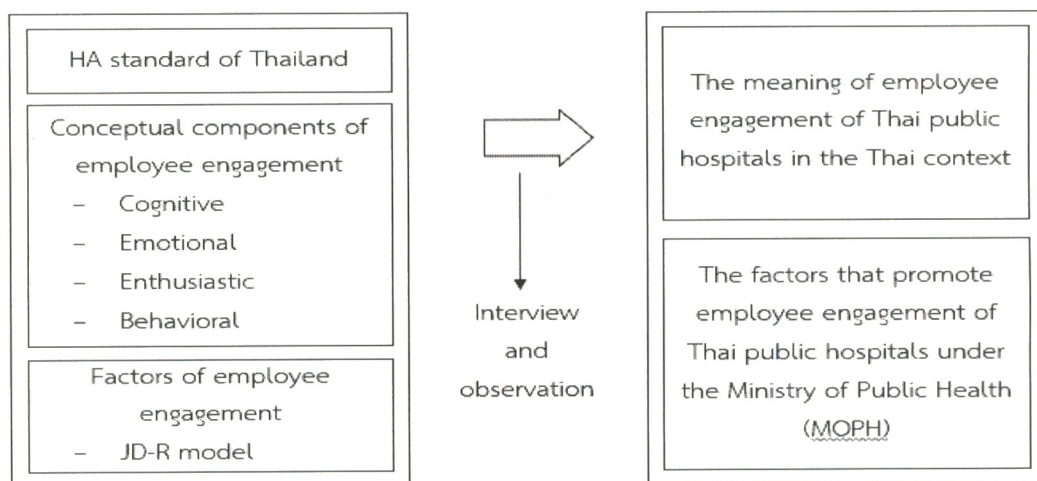 HA standard of Thailand
Conceptual components of
employee engagement
– Cognitive
– Emotional
– Enthusiastic
– Behavioral
Factors of employee
engagement
– JD-R model
Interview
and
observation
The meaning of employee
engagement of Thai public
hospitals in the Thai context
The factors that promote
employee engagement of
Thai public hospitals under
the Ministry of Public Health
(MOPH)